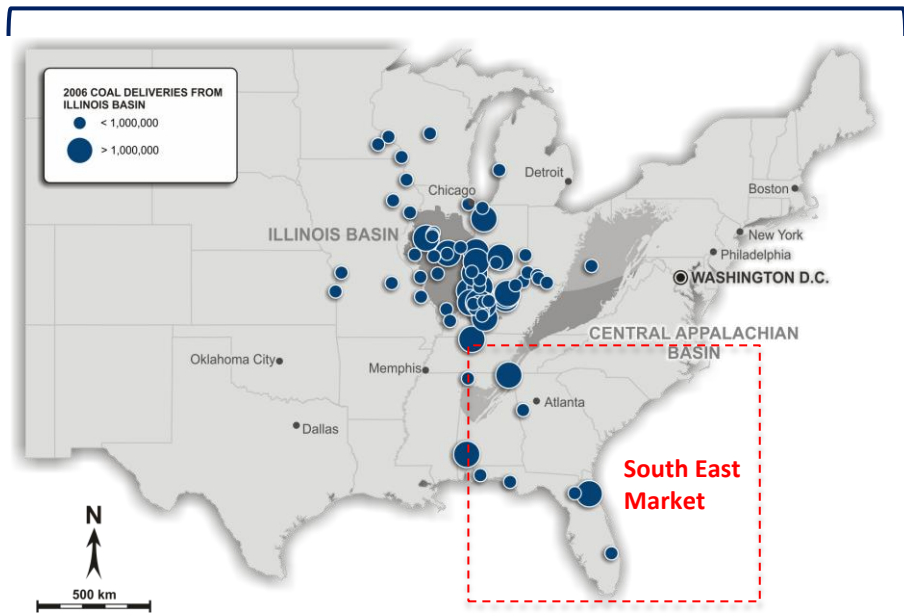 2006 COAL DELIVERIES FROM
ILLINOIS BASIN
< 1,000,000
> 1,000,000
Detroit
Chicago
Boston
ILLINOIS BASIN
New York
Philadelphia
WASHINGTON D.C.
CENTRAL APPALACHIAN
BASIN
Oklahoma City
Memphis
Atlanta
Dallas
South East
Market
N
500 km